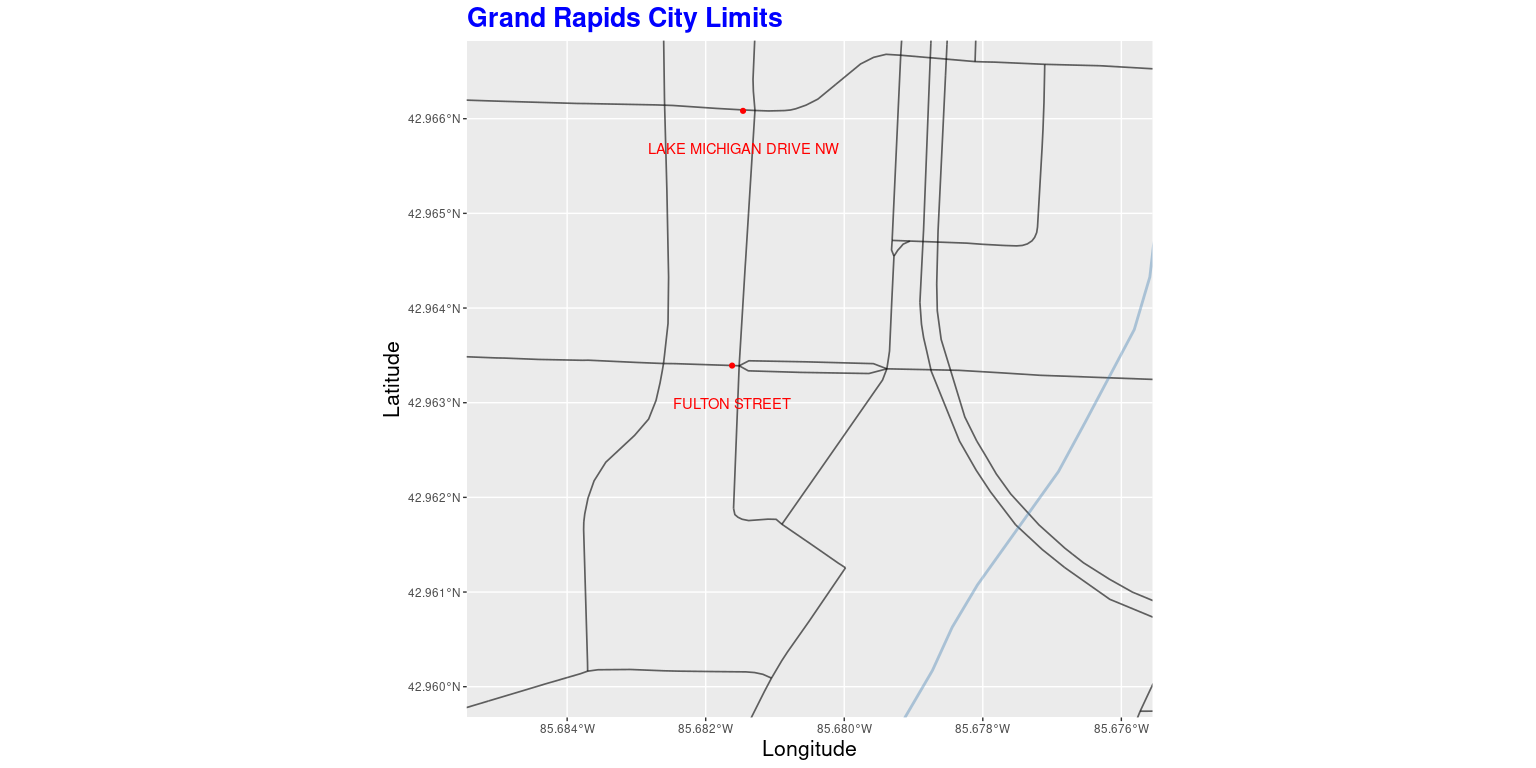 Grand Rapids City Limits
42.966°N
LAKE MICHIGAN DRIVE NW
42.965°N
42.964°N
Latitude
42.963°N
FULTON STREET
42.962°N
42.961°N
42.960°N
85.684°W 85.682°W 85.680°W 85.678°W 85.676°W
Longitude